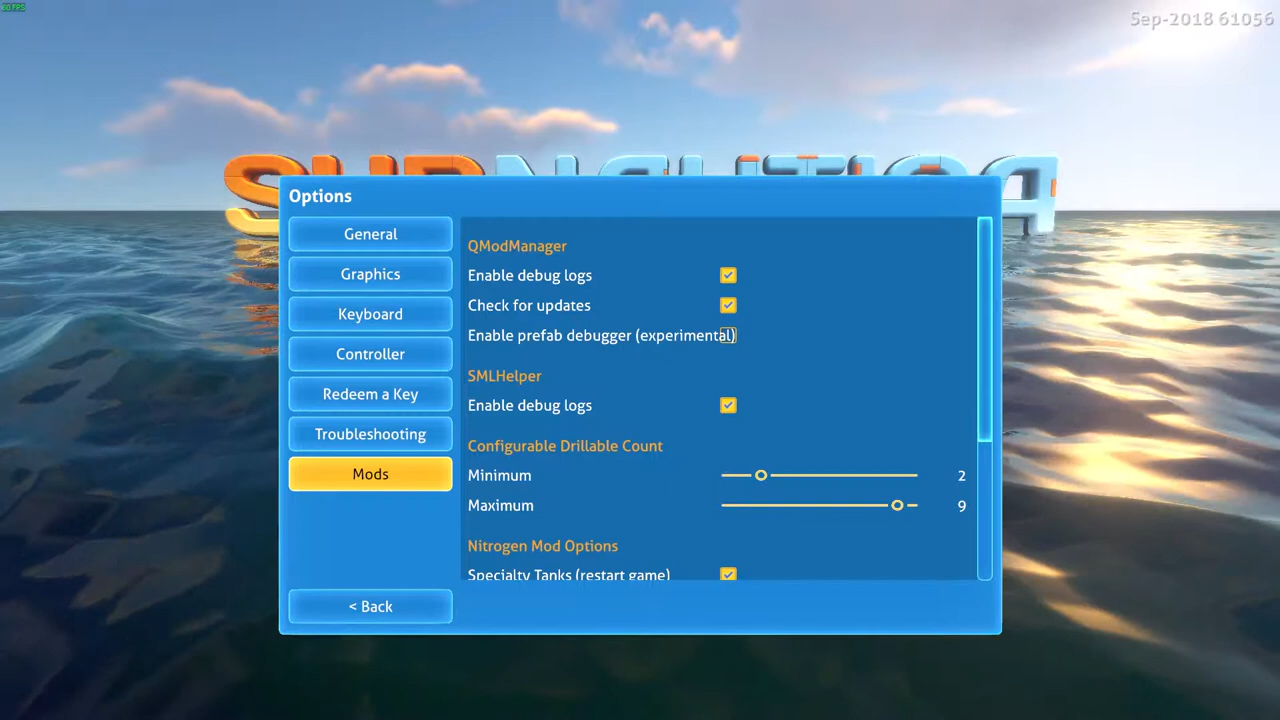 60 FPS
Sep-2018 61056
SUBNAUTICA
Options
General
Graphics
Keyboard
Controller
Redeem a Key
Troubleshooting
Mods
< Back
QModManager
Enable debug logs
Check for updates
Enable prefab debugger (experimental)
SMLHelper
Enable debug logs
Configurable Drillable Count
Minimum 2
Maximum 9
Nitrogen Mod Options
Specialty Tanks (restart game)